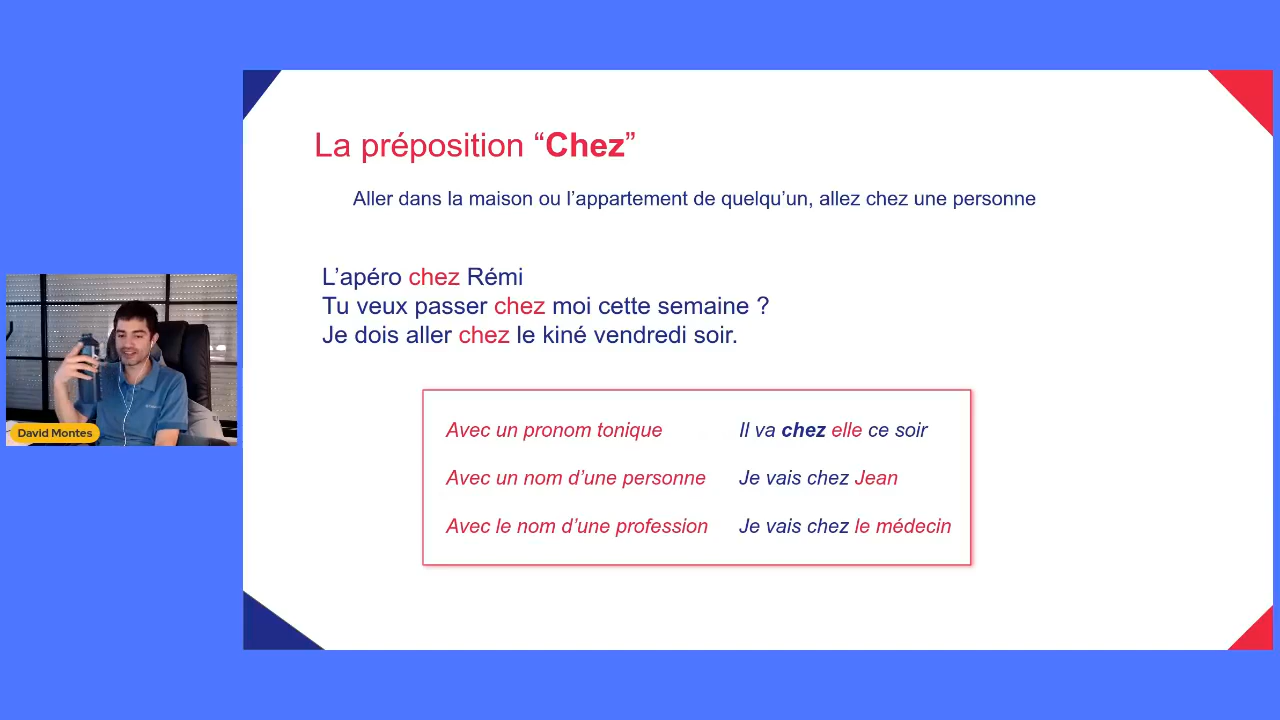 La préposition “Chez”
Aller dans la maison ou l’appartement de quelqu’un, allez chez une personne
L’apéro chez Rémi
Tu veux passer chez moi cette semaine ?
Je dois aller chez le kiné vendredi soir.
Avec un pronom tonique Il va chez elle ce soir
Avec un nom d’une personne Je vais chez Jean
Avec le nom d’une profession Je vais chez le médecin
David Montes